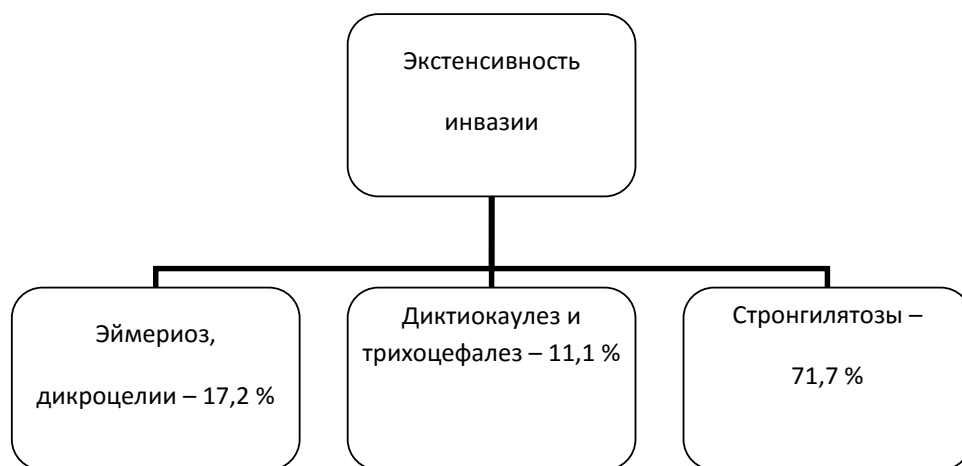 Экстенсивность
инвазии
Эймериоз,
дикроцелии – 17,2 %
Диктиокаулез и
трихоцефалез – 11,1 %
Стронгилятозы –
71,7 %